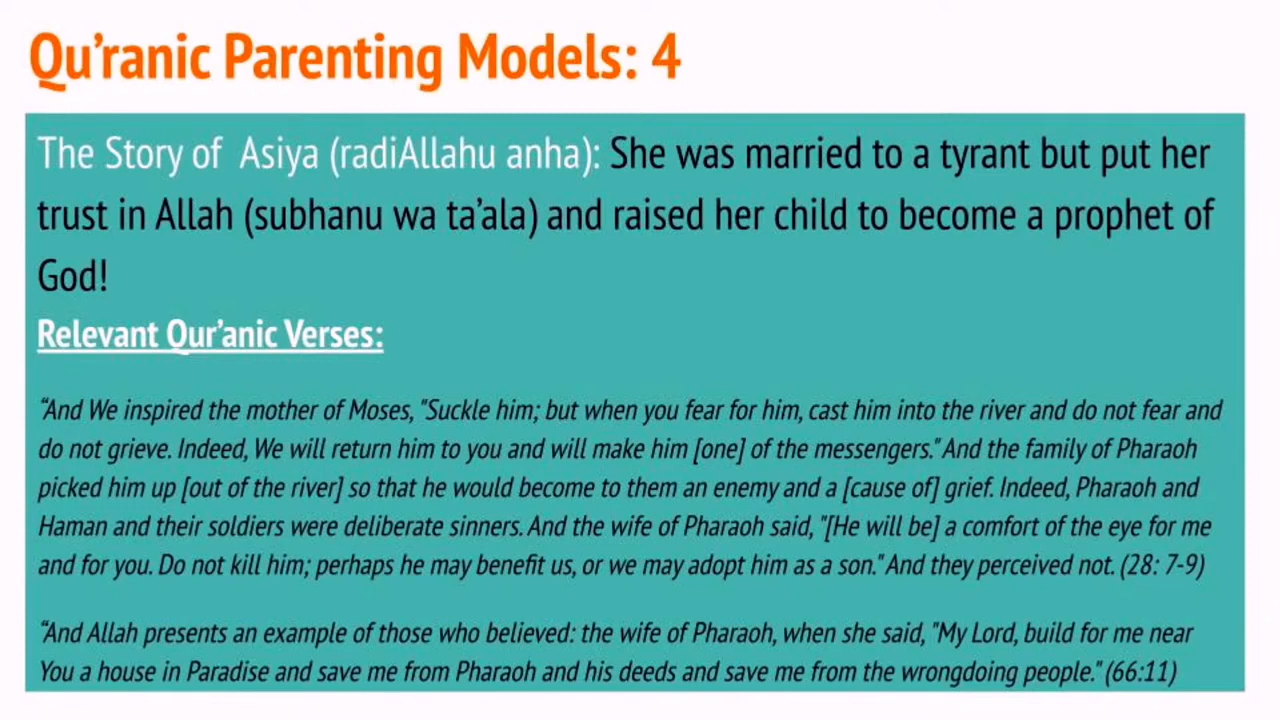 Qu’ranic Parenting Models: 4
The Story of Asiya (radiAllahu anha): She was married to a tyrant but put her
trust in Allah (subhanu wa ta’ala) and raised her child to become a prophet of
God!
Relevant Qur’anic Verses:
“And We inspired the mother of Moses, "Suckle him; but when you fear for him, cast him into the river and do not fear and
do not grieve. Indeed, We will return him to you and will make him [one] of the messengers." And the family of Pharaoh
picked him up [out of the river] so that he would become to them an enemy and a [cause of] grief. Indeed, Pharaoh and
Haman and their soldiers were deliberate sinners. And the wife of Pharaoh said, "[He will be] a comfort of the eye for me
and for you. Do not kill him; perhaps he may benefit us, or we may adopt him as a son." And they perceived not. (28: 7-9)
“And Allah presents an example of those who believed: the wife of Pharaoh, when she said, "My Lord, build for me near
You a house in Paradise and save me from Pharaoh and his deeds and save me from the wrongdoing people." (66:11)